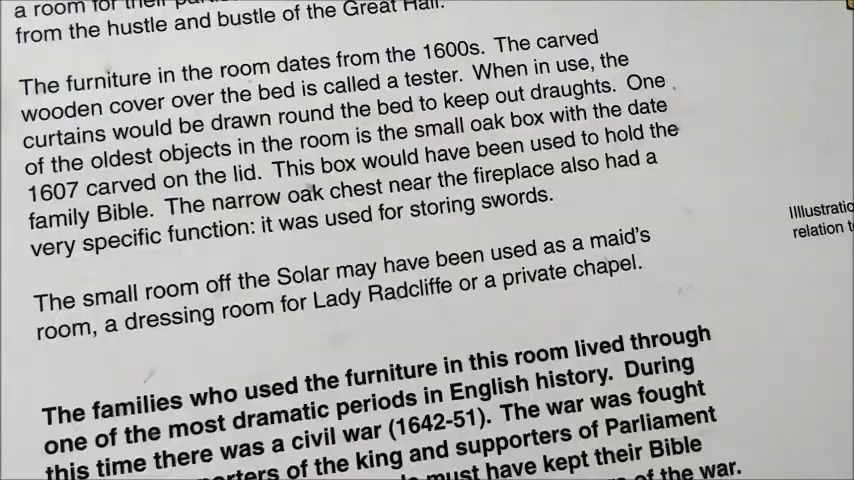 a room for their
from the hustle and bustle of the Great Hall.
The furniture in the room dates from the 1600s. The carved
wooden cover over the bed is called a tester. When in use, the
curtains would be drawn round the bed to keep out draughts. One
of the oldest objects in the room is the small oak box with the date
1607 carved on the lid. This box would have been used to hold the
family Bible. The narrow oak chest near the fireplace also had a
very specific function: it was used for storing swords.
The small room off the Solar may have been used as a maid's
room, a dressing room for Lady Radcliffe or a private chapel.
The families who used the furniture in this room lived through
one of the most dramatic periods in English history. During
this time there was a civil war (1642-51). The war was fought
of the king and supporters of Parliament
must have kept their Bible
of the war.
IIllustratio
relation t